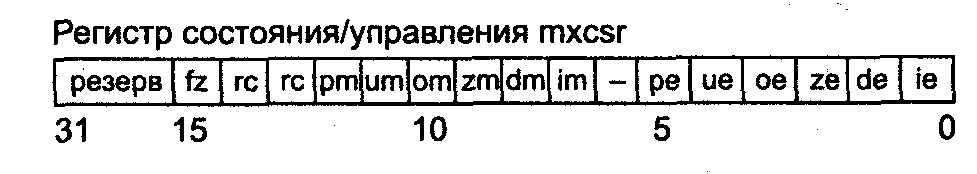 Регистр состояния/управления mxcsr
резерв fz rc rc pm um om zm dm im – pe ue oe ze de ie
31 15 10 5 0